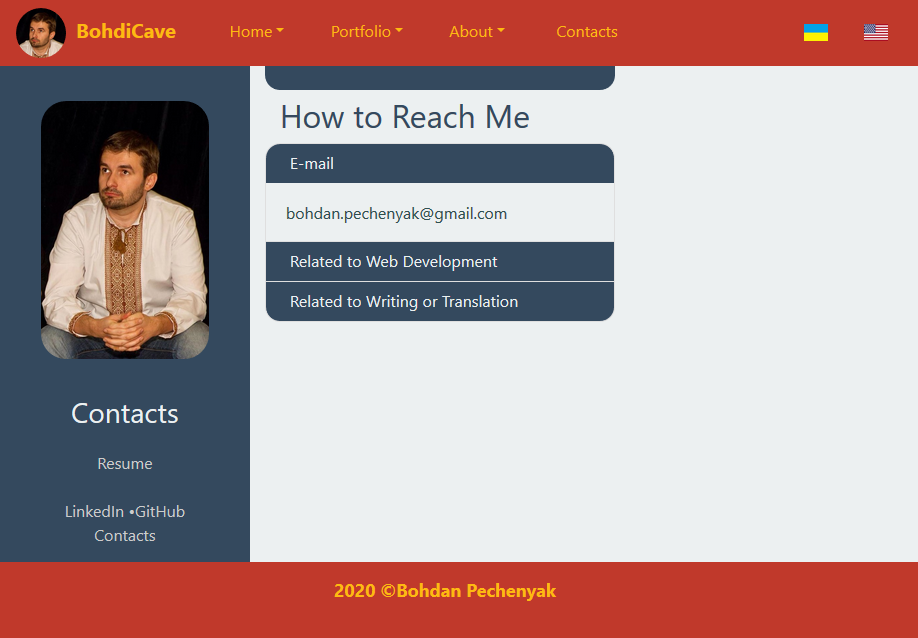 BohdiCave
Home
Portfolio
About
Contacts
How to Reach Me
E-mail
bohdan.pechenyak@gmail.com
Related to Web Development
Related to Writing or Translation
Contacts
Resume
LinkedIn •GitHub
Contacts
2020 ©Bohdan Pechenyak